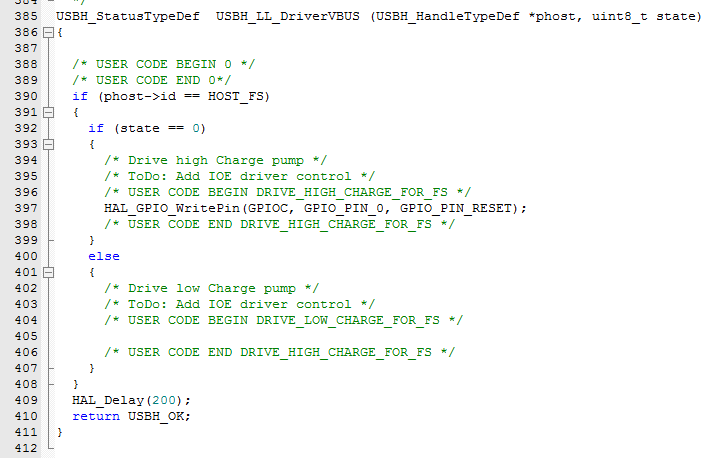 384 */
385 USBH_StatusTypeDef  USBH_LL_DriverVBUS (USBH_HandleTypeDef *phost, uint8_t state)
386 {
387
388   /* USER CODE BEGIN 0 */
389   /* USER CODE END 0*/
390   if (phost->id == HOST_FS)
391   {
392     if (state == 0)
393     {
394       /* Drive high Charge pump */
395       /* ToDo: Add IOE driver control */
396       /* USER CODE BEGIN DRIVE_HIGH_CHARGE_FOR_FS */
397       HAL_GPIO_WritePin(GPIOC, GPIO_PIN_0, GPIO_PIN_RESET);
398       /* USER CODE END DRIVE_HIGH_CHARGE_FOR_FS */
399     }
400     else
401     {
402       /* Drive low Charge pump */
403       /* ToDo: Add IOE driver control */
404       /* USER CODE BEGIN DRIVE_LOW_CHARGE_FOR_FS */
405
406       /* USER CODE END DRIVE_HIGH_CHARGE_FOR_FS */
407     }
408   }
409   HAL_Delay(200);
410   return USBH_OK;
411 }
412